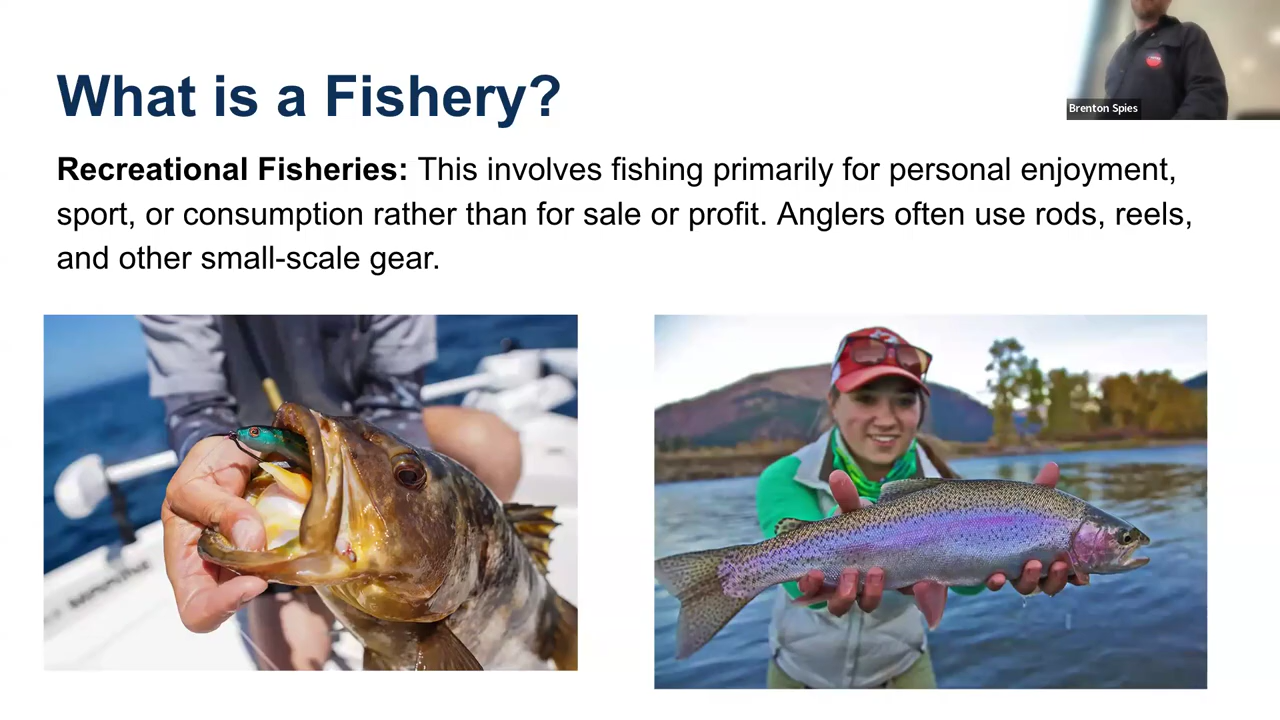 What is a Fishery?
Brenton Spies
Recreational Fisheries: This involves fishing primarily for personal enjoyment,
sport, or consumption rather than for sale or profit. Anglers often use rods, reels,
and other small-scale gear.